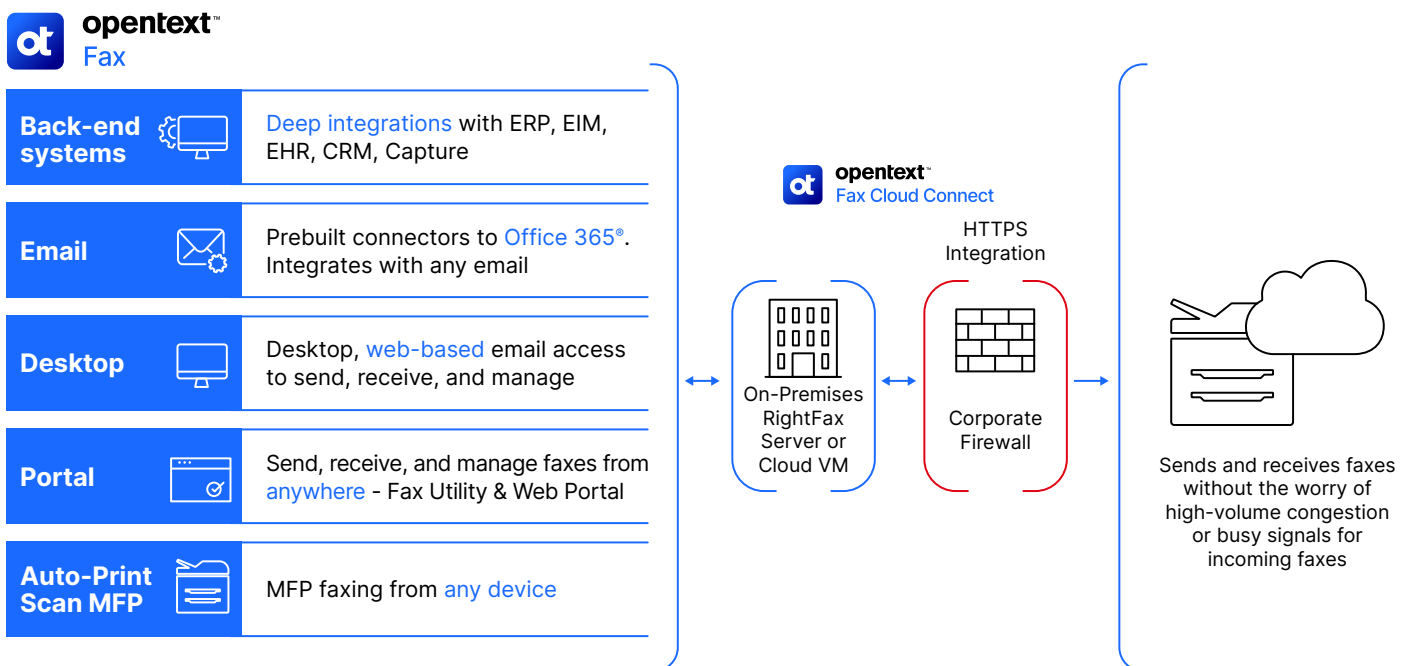 opentext™
Fax
Back-end
systems
Deep integrations with ERP, EIM,
EHR, CRM, Capture
Email
Prebuilt connectors to Office 365®.
Integrates with any email
Desktop
Desktop, web-based email access
to send, receive, and manage
Portal
Send, receive, and manage faxes from
anywhere - Fax Utility & Web Portal
Auto-Print
Scan MFP
MFP faxing from any device
opentext™
Fax Cloud Connect
HTTPS
Integration
On-Premises
RightFax
Server or
Cloud VM
Corporate
Firewall
Sends and receives faxes
without the worry of
high-volume congestion
or busy signals for
incoming faxes